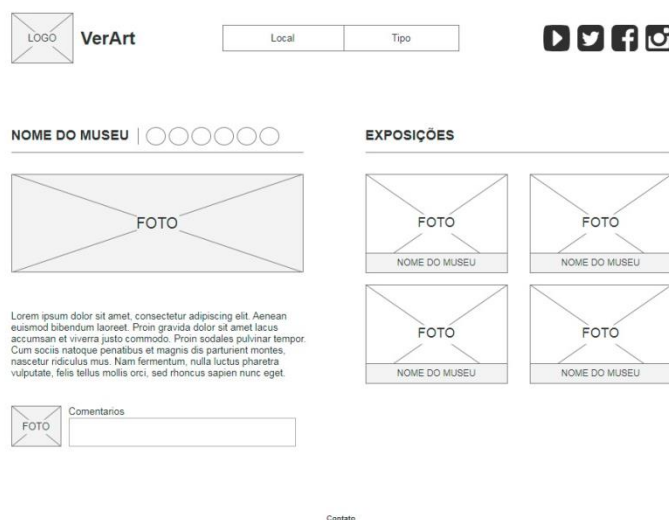 LOGO
VerArt
Local
Tipo
NOME DO MUSEU
EXPOSIÇÕES
FOTO
FOTO
FOTO
NOME DO MUSEU
NOME DO MUSEU
Lorem ipsum dolor sit amet, consectetur adipiscing elit. Aenean
euismod bibendum laoreet. Proin gravida dolor sit amet lacus
accumsan et viverra justo commodo. Proin sodales pulvinar tempor.
Cum sociis natoque penatibus et magnis dis parturient montes,
nascetur ridiculus mus. Nam fermentum, nulla luctus pharetra
vulputate, felis tellus mollis orci, sed rhoncus sapien nunc eget.
FOTO
FOTO
NOME DO MUSEU
NOME DO MUSEU
FOTO
Comentarios
Contato